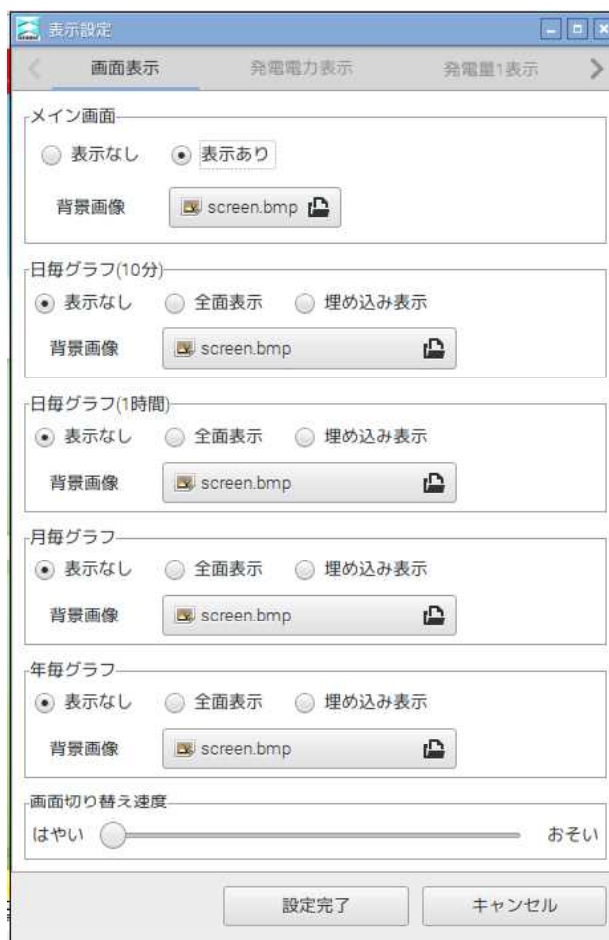 表示設定
画面表示 発電電力表示 発電量1表示
メイン画面
表示なし 表示あり
背景画像 screen.bmp
日毎グラフ(10分)
表示なし 全面表示 埋め込み表示
背景画像 screen.bmp
日毎グラフ(1時間)
表示なし 全面表示 埋め込み表示
背景画像 screen.bmp
月毎グラフ
表示なし 全面表示 埋め込み表示
背景画像 screen.bmp
年毎グラフ
表示なし 全面表示 埋め込み表示
背景画像 screen.bmp
画面切り替え速度
はやい おそい
設定完了 キャンセル